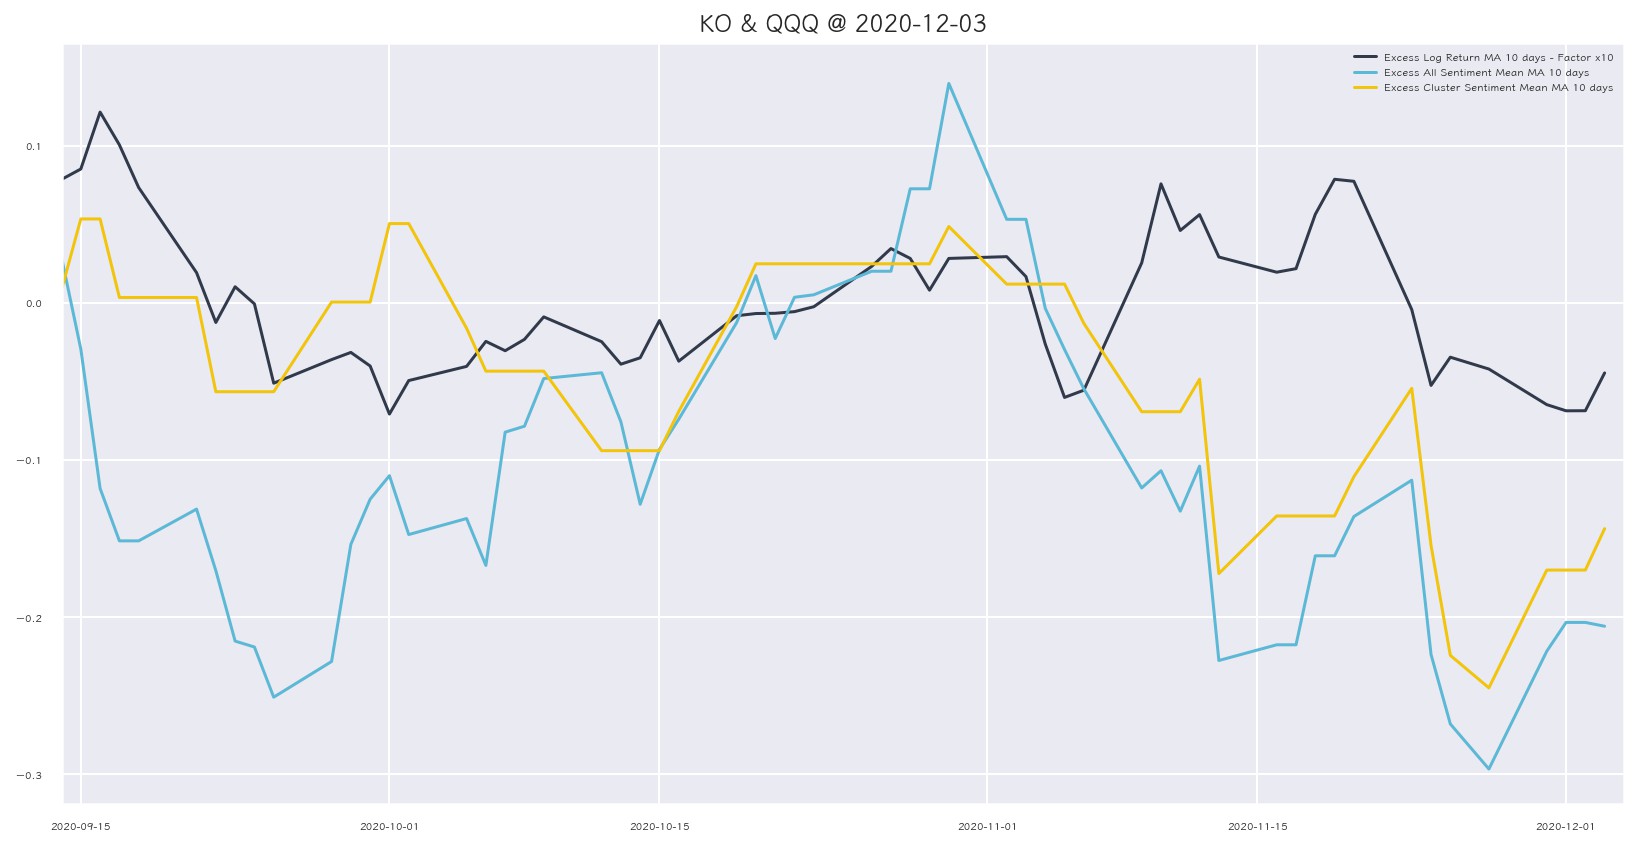 KO & QQQ @ 2020-12-03
Excess Log Return MA 10 days - Factor x10
Excess All Sentiment Mean MA 10 days
Excess Cluster Sentiment Mean MA 10 days
0.1
0.0
−0.1
−0.2
−0.3
2020-09-15 2020-10-01 2020-10-15 2020-11-01 2020-11-15 2020-12-01